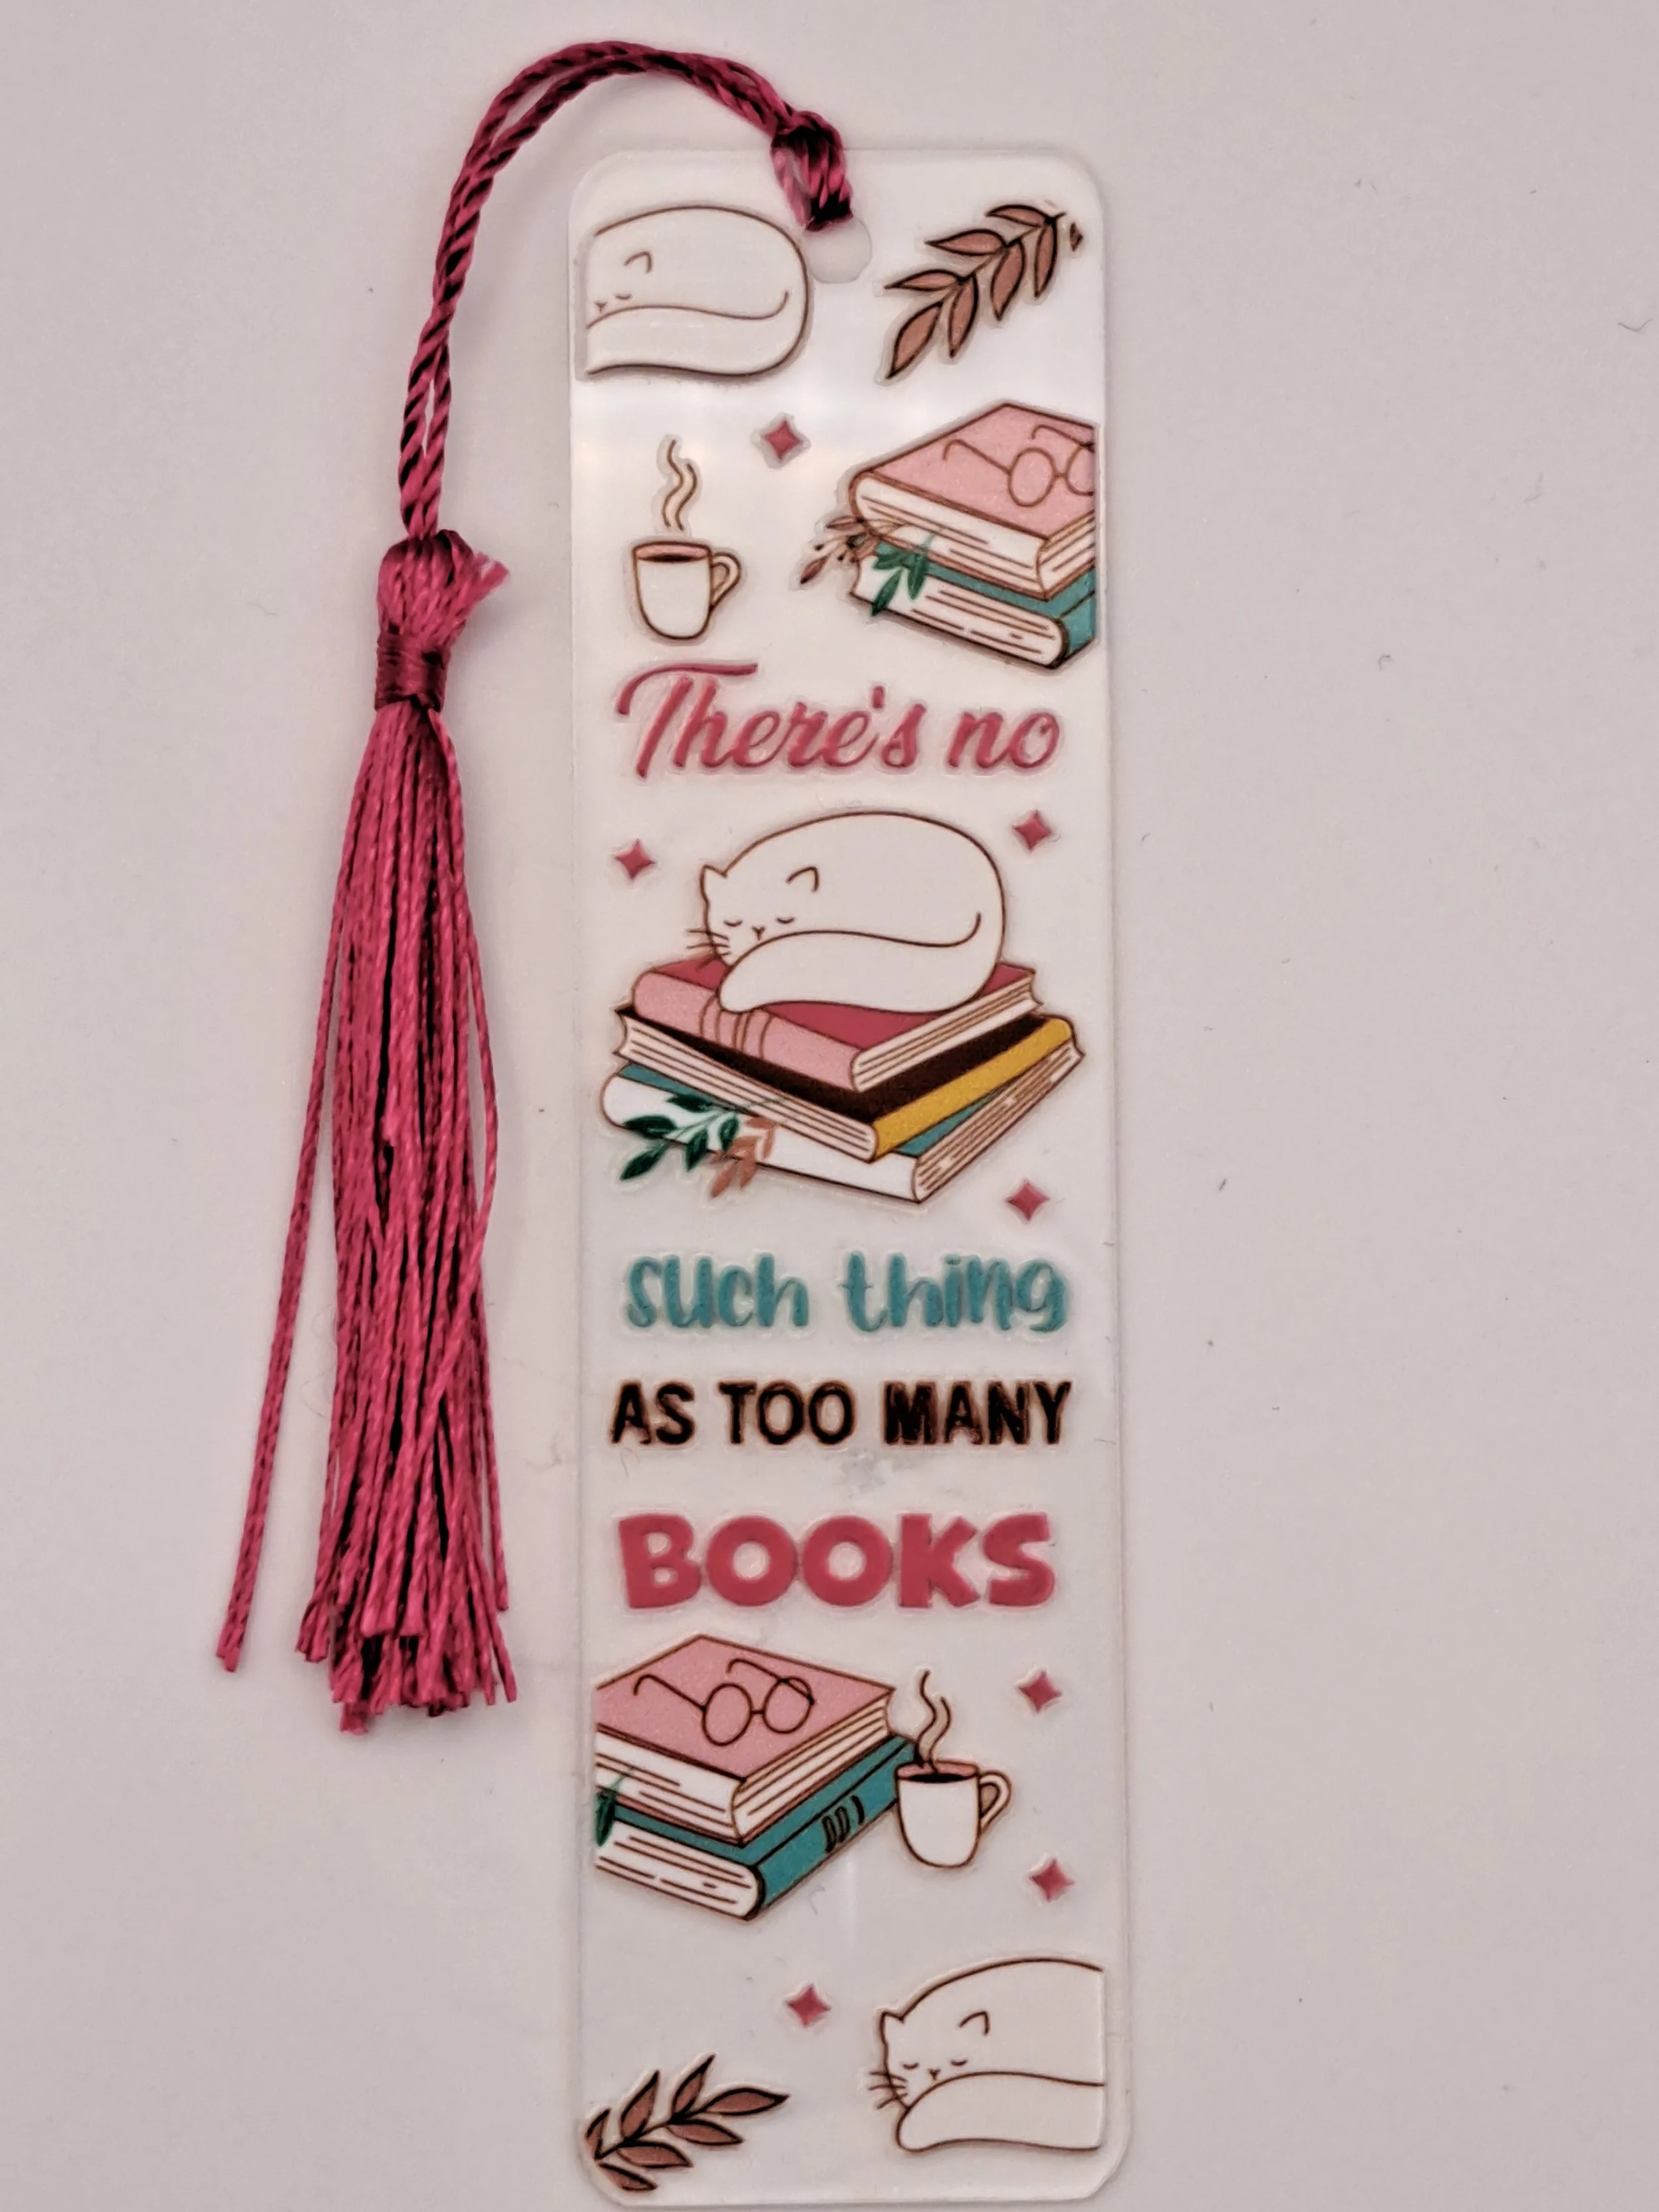 There's no
such thing
AS TOO MANY
BOOKS